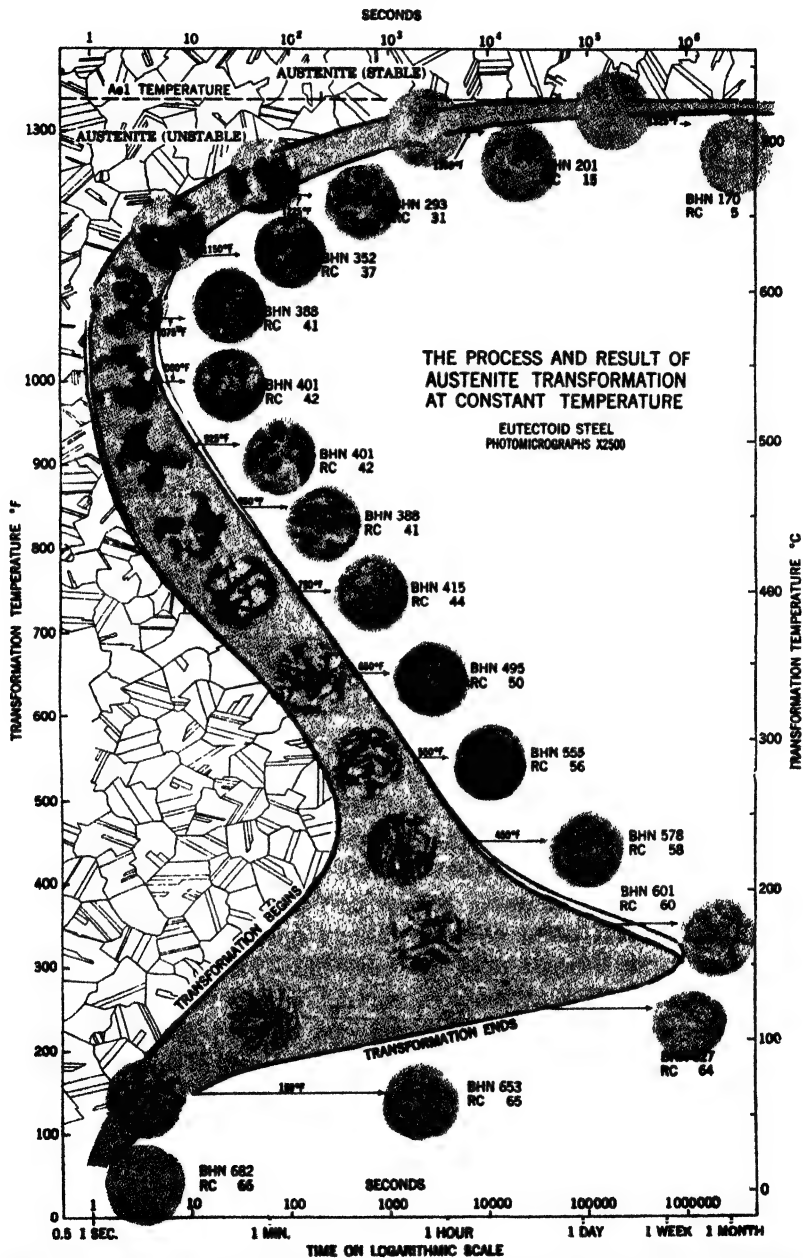 SECONDS
1 10 10² 10³ 10⁴ 10⁵ 10⁶
AUSTENITE (STABLE)
Ae1 TEMPERATURE
1300
AUSTENITE (UNSTABLE)
BHN 201
RC 15
BHN 293
RC 31
BHN 170
RC 5
1150°F
BHN 352
RC 37
600
BHN 388
RC 41
THE PROCESS AND RESULT OF
AUSTENITE TRANSFORMATION
AT CONSTANT TEMPERATURE
EUTECTOID STEEL
PHOTOMICROGRAPHS X2500
1000
BHN 401
RC 42
500
900
BHN 401
RC 42
800
BHN 388
RC 41
TRANSFORMATION TEMPERATURE °F
TRANSFORMATION TEMPERATURE °C
BHN 415
RC 44
400
700
BHN 495
RC 50
600
300
BHN 555
RC 56
500
BHN 578
RC 58
400
BHN 601
RC 60
200
TRANSFORMATION BEGINS
300
200
TRANSFORMATION ENDS
100
RC 64
BHN 653
RC 65
100
BHN 682
RC 66
SECONDS
0
0
1 10 100 1000 10000 100000 1000000
0.5 1 SEC. 1 MIN. 1 HOUR 1 DAY 1 WEEK 1 MONTH
TIME ON LOGARITHMIC SCALE